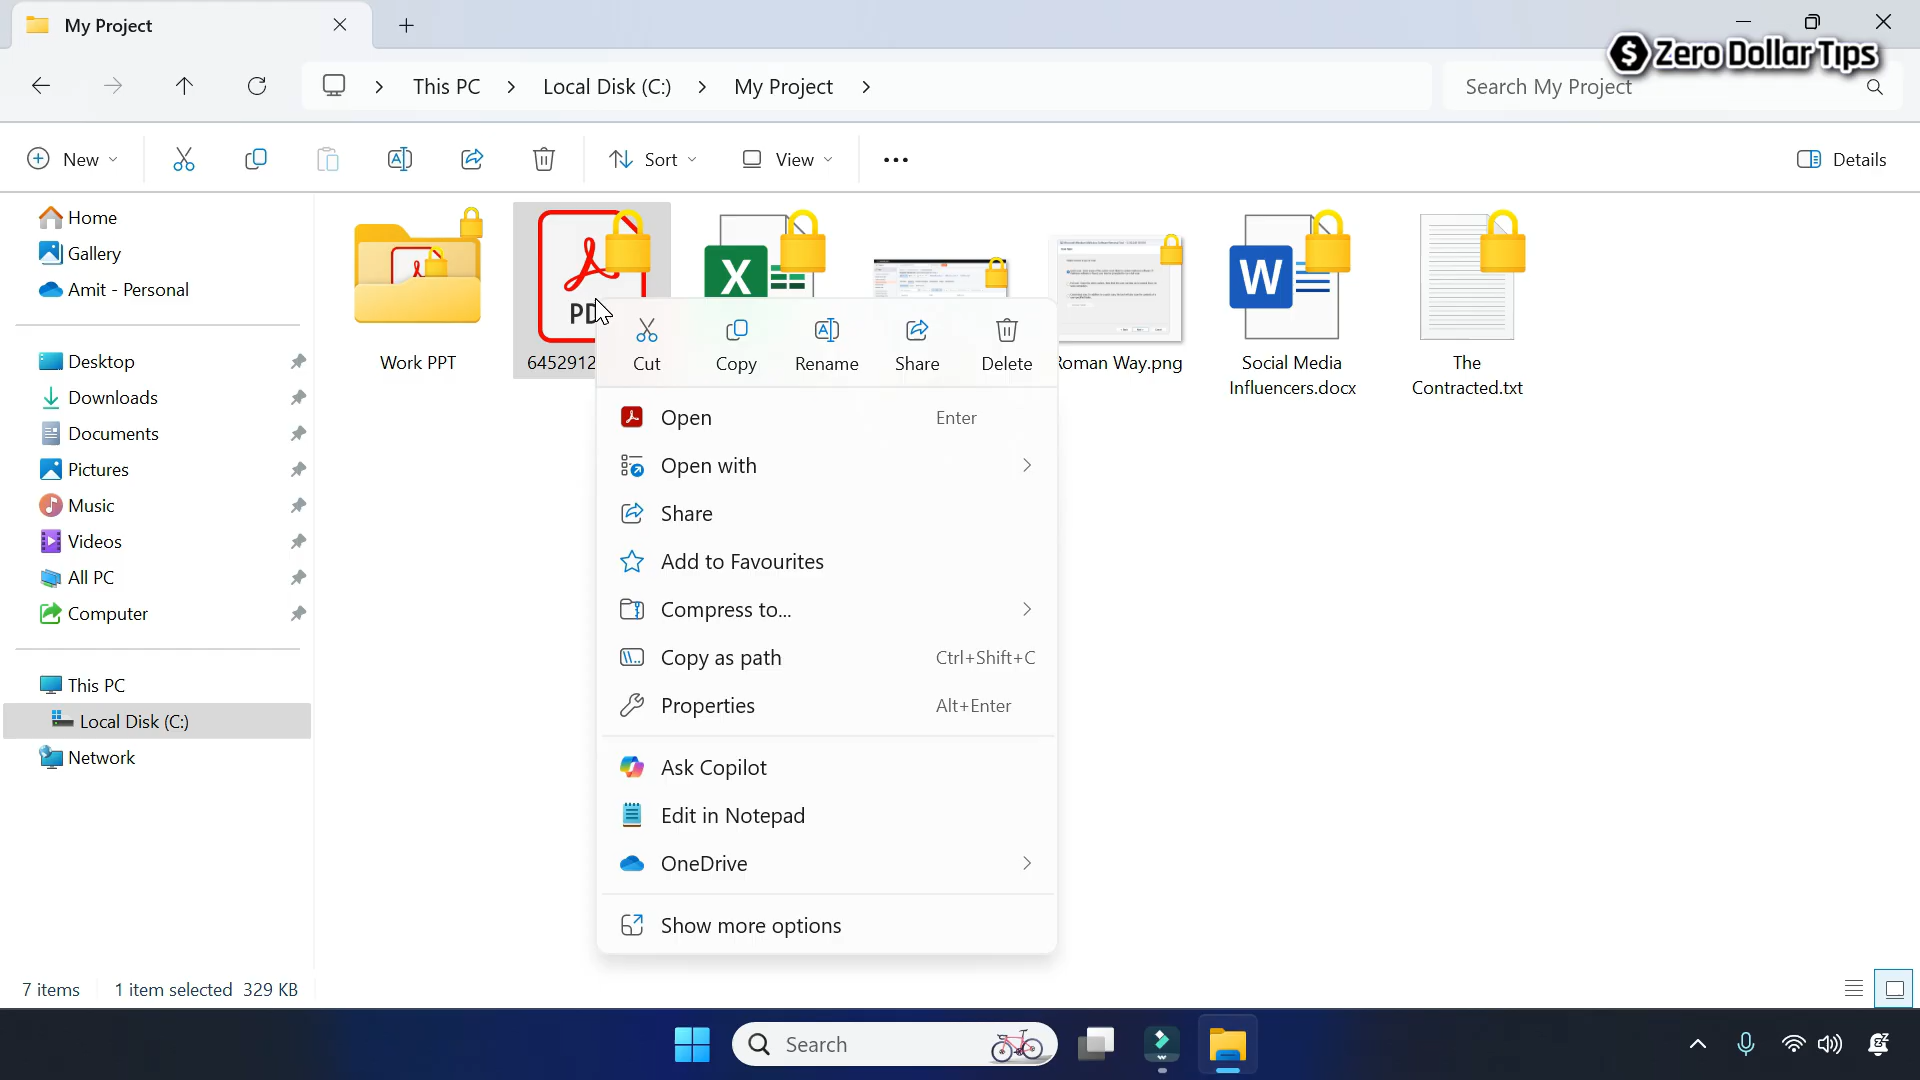 My Project
Zero Dollar Tips
This PC
Local Disk (C:)
My Project
Search My Project
New
Sort
View
Details
Home
Gallery
Amit - Personal
Desktop
Downloads
Documents
Pictures
Music
Videos
All PC
Computer
This PC
Local Disk (C:)
Network
Work PPT
6452912
Roman Way.png
Social Media
Influencers.docx
The
Contracted.txt
Cut
Copy
Rename
Share
Delete
Open Enter
Open with
Share
Add to Favourites
Compress to...
Copy as path Ctrl+Shift+C
Properties Alt+Enter
Ask Copilot
Edit in Notepad
OneDrive
Show more options
7 items 1 item selected 329 KB
Search